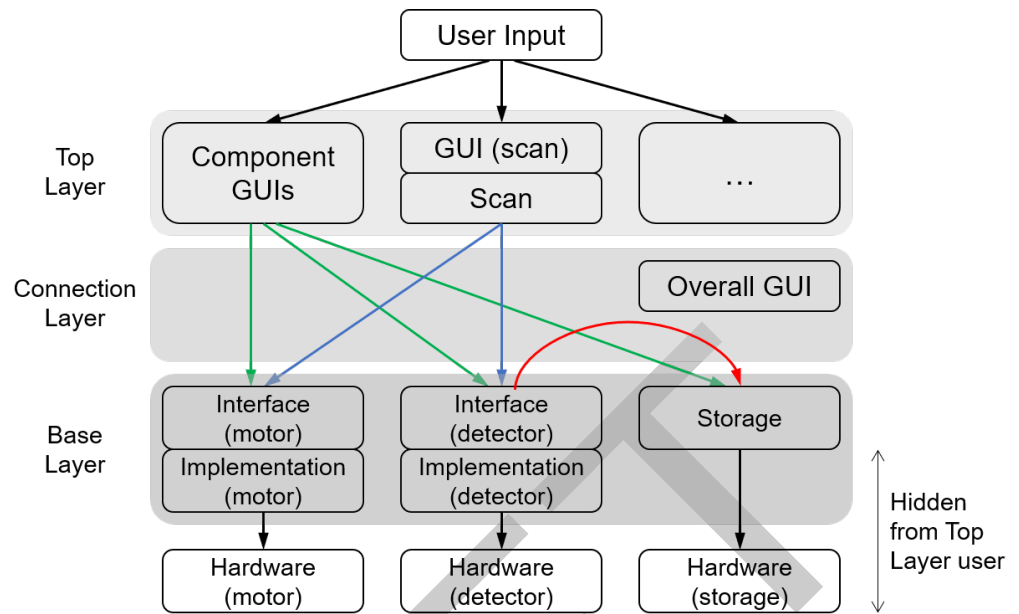 User Input
Top
Layer
Component
GUIs
GUI (scan)
Scan
...
Connection
Layer
Overall GUI
Base
Layer
Interface
(motor)
Interface
(detector)
Storage
Implementation
(motor)
Implementation
(detector)
Hardware
(motor)
Hardware
(detector)
Hardware
(storage)
Hidden
from Top
Layer user